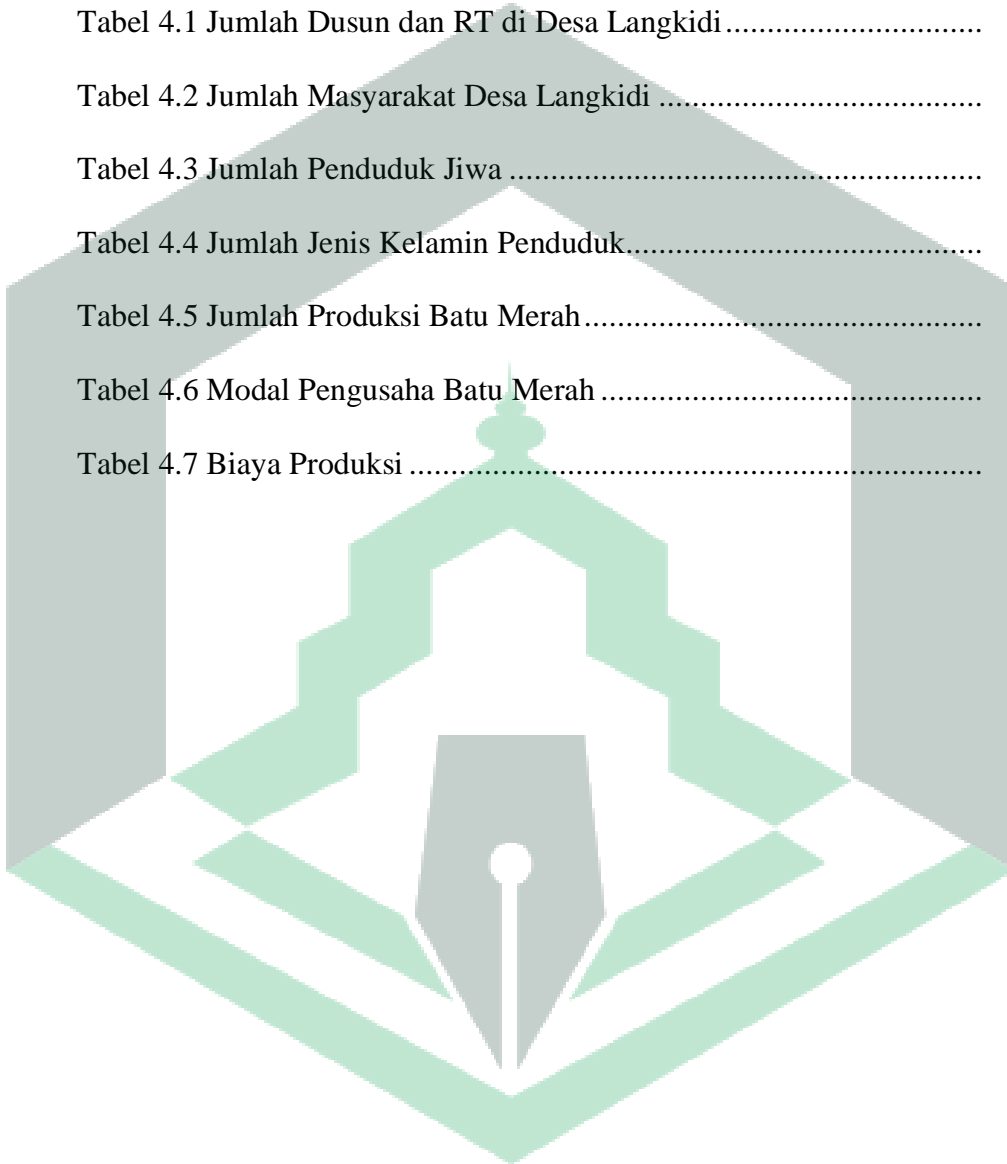 Tabel 4.1 Jumlah Dusun dan RT di Desa Langkidi.............................
Tabel 4.2 Jumlah Masyarakat Desa Langkidi .....................................
Tabel 4.3 Jumlah Penduduk Jiwa ......................................................
Tabel 4.4 Jumlah Jenis Kelamin Penduduk.........................................
Tabel 4.5 Jumlah Produksi Batu Merah..............................................
Tabel 4.6 Modal Pengusaha Batu Merah ............................................
Tabel 4.7 Biaya Produksi ..................................................................